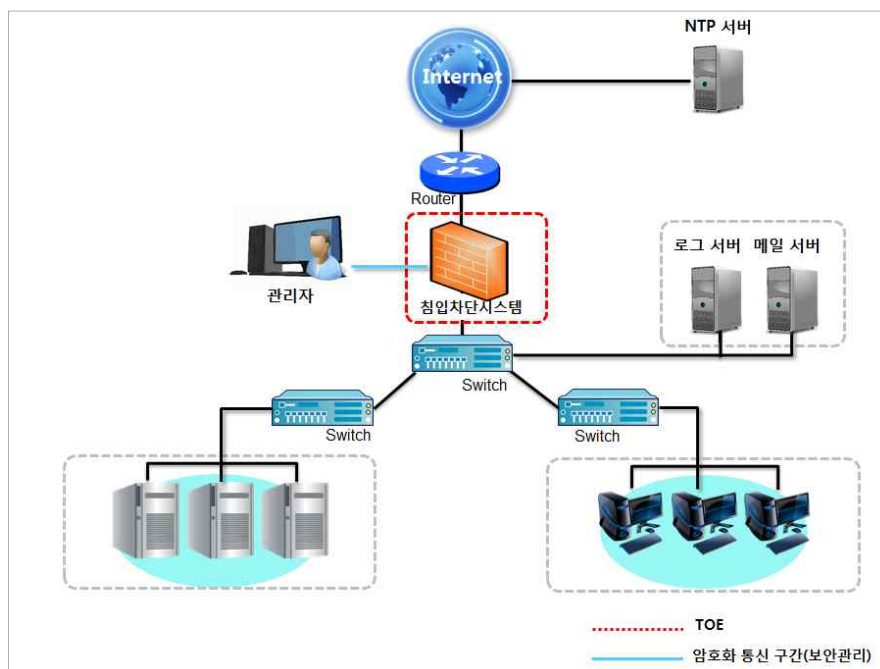 NTP 서버
Internet
Router
관리자
침입차단시스템
로그 서버 메일 서버
Switch
Switch
Switch
TOE
암호화 통신 구간(보안관리)